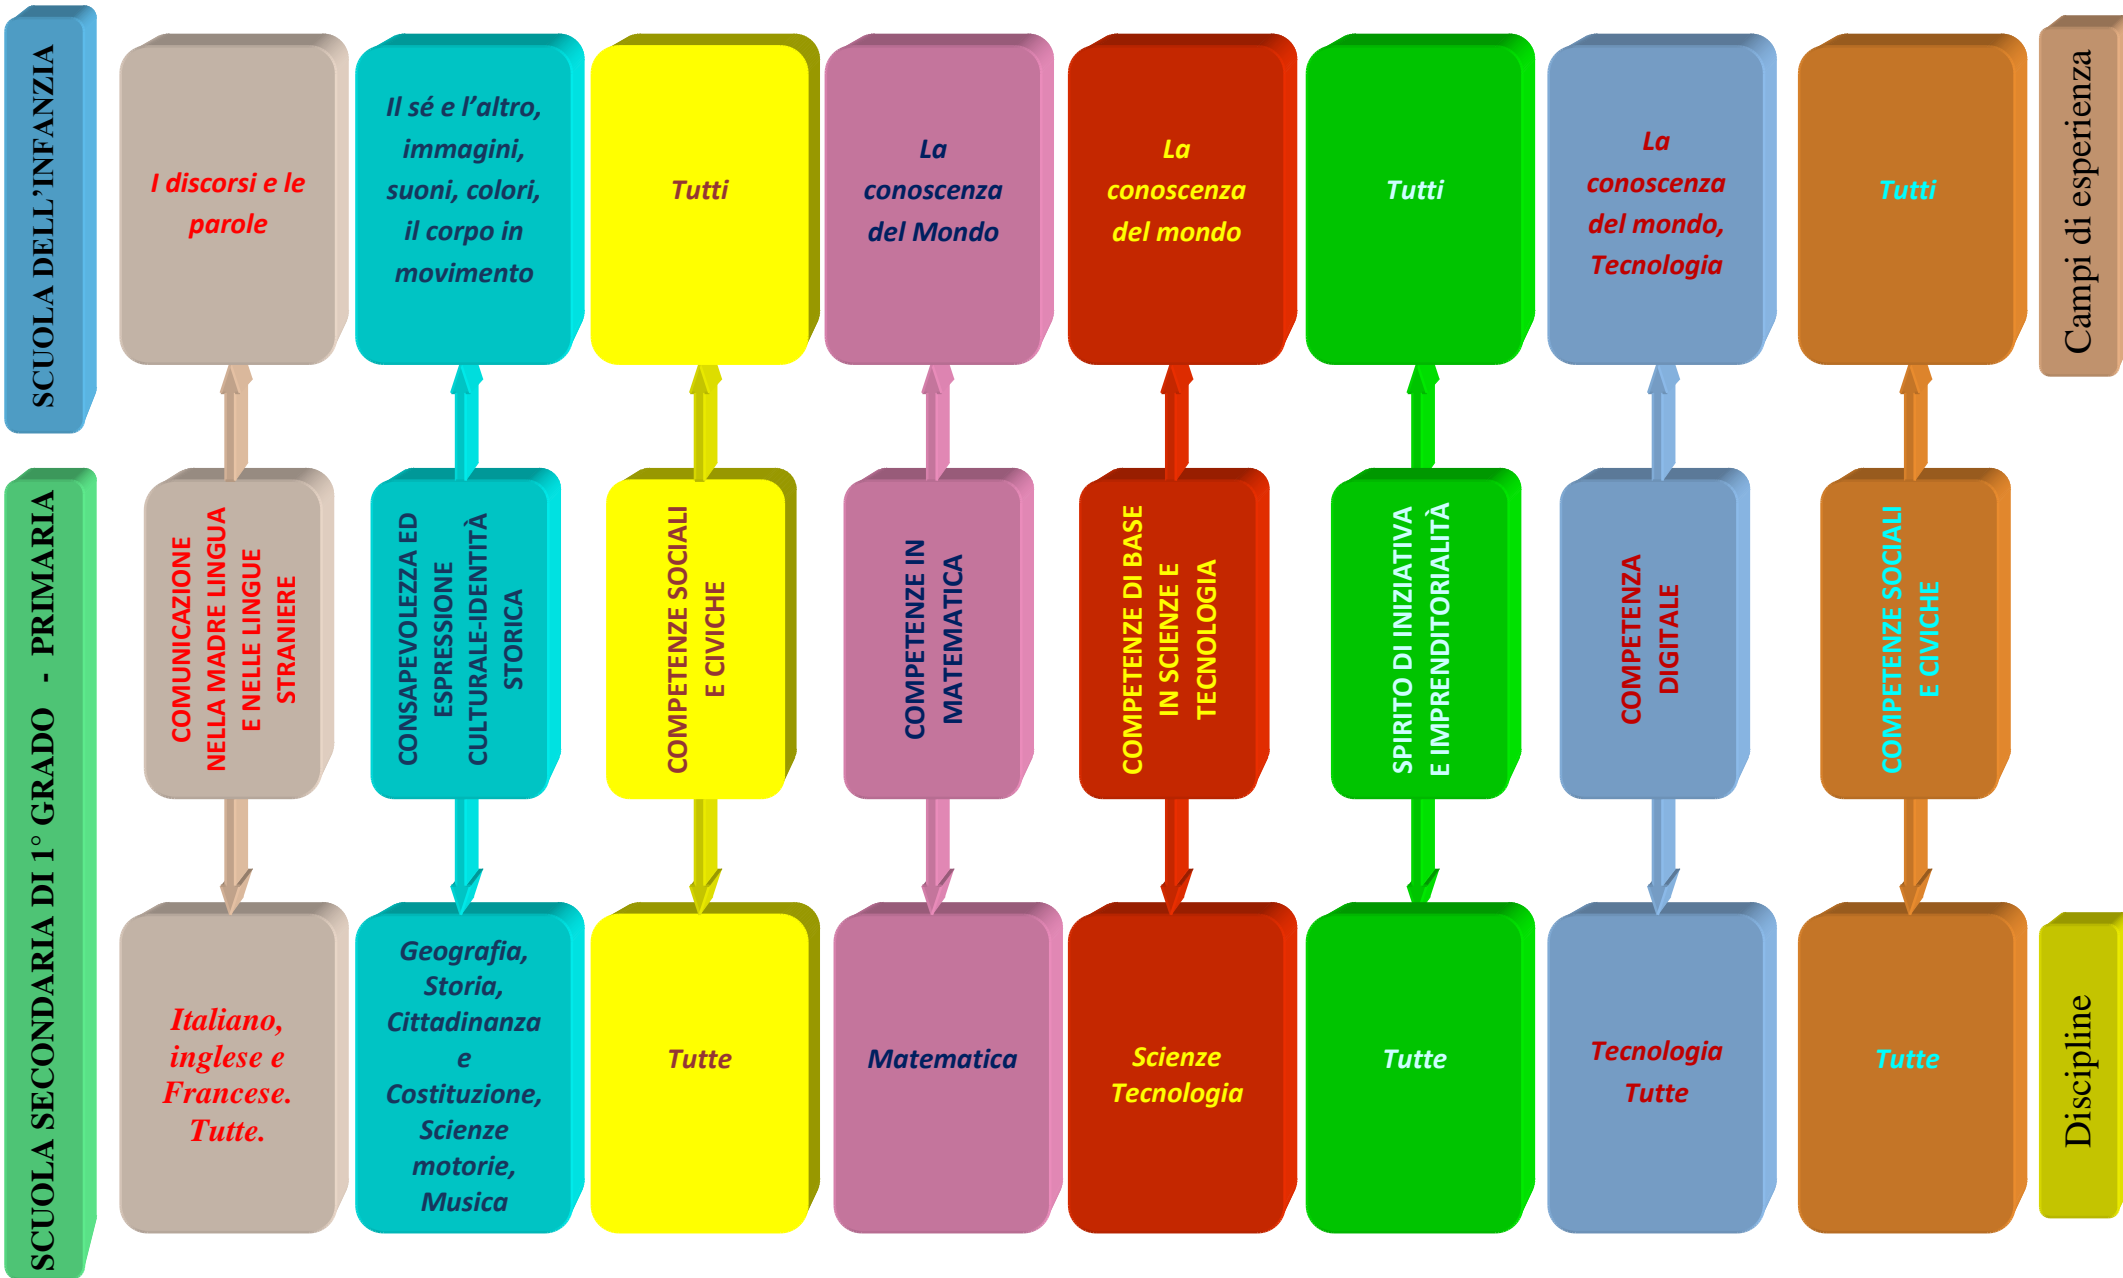 SCUOLA DELL'INFANZIA
I discorsi e le
parole
Il sé e l’altro,
immagini,
suoni, colori,
il corpo in
movimento
Tutti
La
conoscenza
del Mondo
La
conoscenza
del mondo
Tutti
La
conoscenza
del mondo,
Tecnologia
Tutti
Campi di esperienza
SCUOLA SECONDARIA DI 1° GRADO - PRIMARIA
COMUNICAZIONE
NELLA MADRE LINGUA
E NELLE LINGUE
STRANIERE
CONSAPEVOLEZZA ED
ESPRESSIONE
CULTURALE-IDENTITÀ
STORICA
COMPETENZE SOCIALI
E CIVICHE
COMPETENZE IN
MATEMATICA
COMPETENZE DI BASE
IN SCIENZE E
TECNOLOGIA
SPIRITO DI INIZIATIVA
E IMPRENDITORIALITÀ
COMPETENZA
DIGITALE
COMPETENZE SOCIALI
E CIVICHE
Italiano,
inglese e
Francese.
Tutte.
Geografia,
Storia,
Cittadinanza
e
Costituzione,
Scienze
motorie,
Musica
Tutte
Matematica
Scienze
Tecnologia
Tutte
Tecnologia
Tutte
Tutte
Discipline